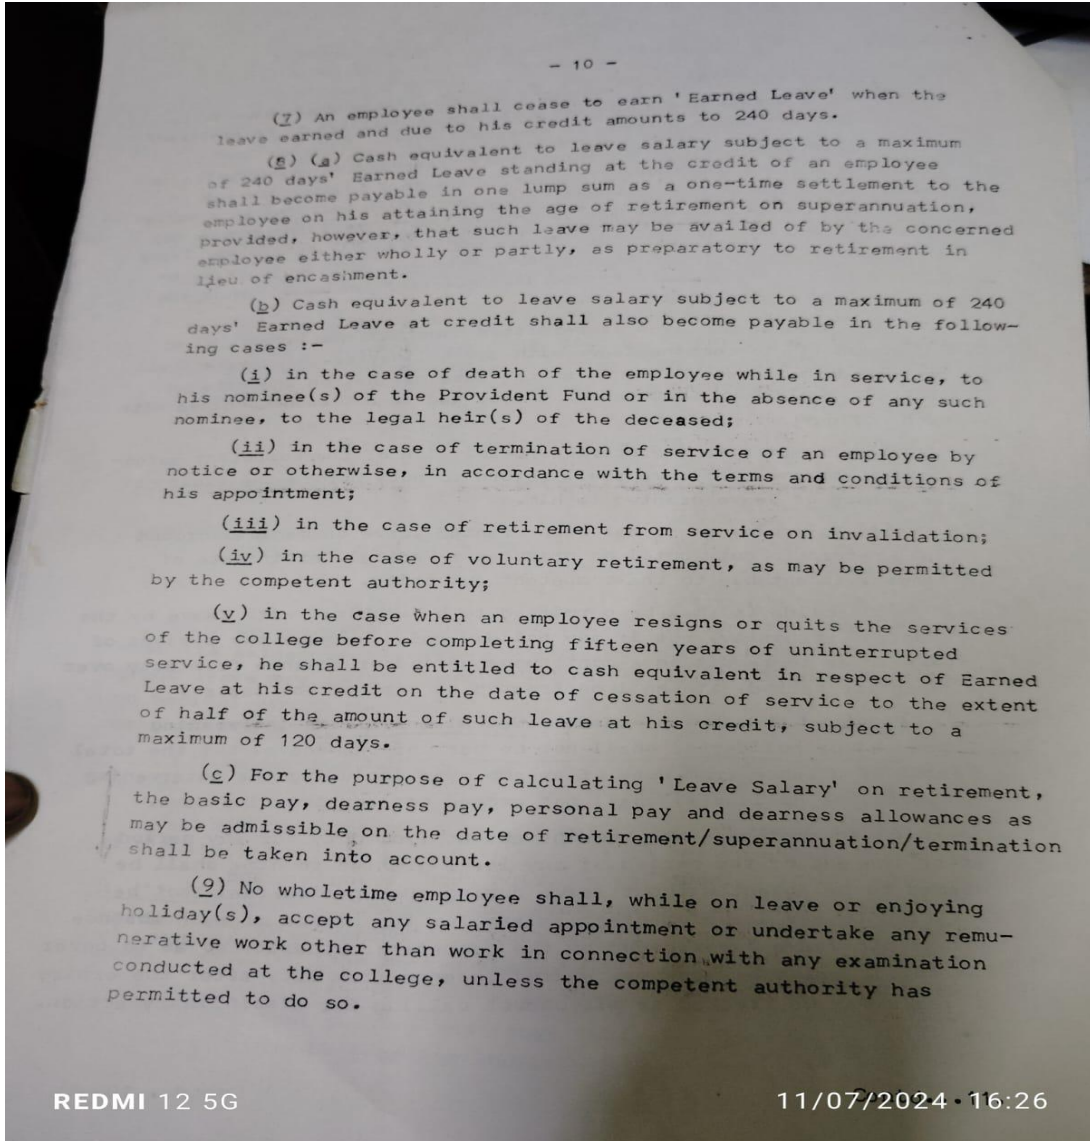 - 10 -
(7) An employee shall cease to earn 'Earned Leave' when the
leave earned and due to his credit amounts to 240 days.
(8) (a) Cash equivalent to leave salary subject to a maximum
of 240 days' Earned Leave standing at the credit of an employee
shall become payable in one lump sum as a one-time settlement to the
employee on his attaining the age of retirement on superannuation,
provided, however, that such leave may be availed of by the concerned
employee either wholly or partly, as preparatory to retirement in
lieu of encashment.
(b) Cash equivalent to leave salary subject to a maximum of 240
days' Earned Leave at credit shall also become payable in the follow-
ing cases :-
(i) in the case of death of the employee while in service, to
his nominee(s) of the Provident Fund or in the absence of any such
nominee, to the legal heir(s) of the deceased;
(ii) in the case of termination of service of an employee by
notice or otherwise, in accordance with the terms and conditions of
his appointment;
(iii) in the case of retirement from service on invalidation;
(iv) in the case of voluntary retirement, as may be permitted
by the competent authority;
(v) in the case when an employee resigns or quits the services
of the college before completing fifteen years of uninterrupted
service, he shall be entitled to cash equivalent in respect of Earned
Leave at his credit on the date of cessation of service to the extent
of half of the amount of such leave at his credit, subject to a
maximum of 120 days.
(c) For the purpose of calculating 'Leave Salary' on retirement,
the basic pay, dearness pay, personal pay and dearness allowances as
may be admissible on the date of retirement/superannuation/termination
shall be taken into account.
(9) No wholetime employee shall, while on leave or enjoying
holiday(s), accept any salaried appointment or undertake any remu-
nerative work other than work in connection with any examination
conducted at the college, unless the competent authority has
permitted to do so.
REDMI 12 5G
11/07/2024 16:26